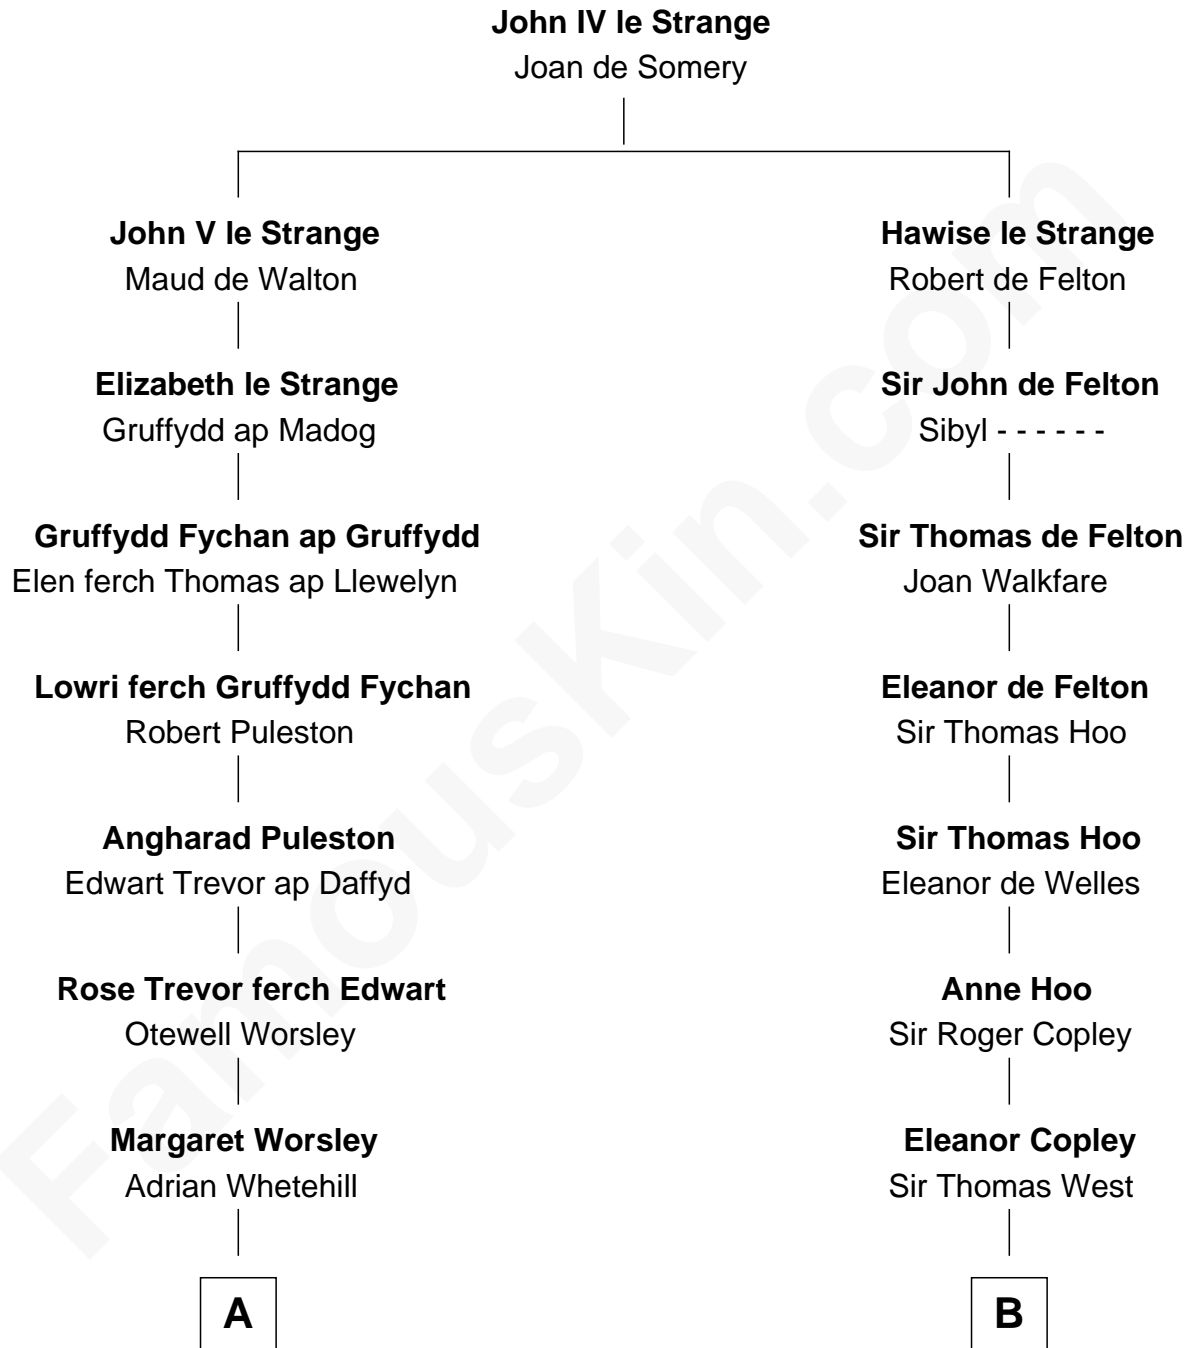 John IV le Strange
Joan de Somery
John V le Strange
Maud de Walton
Hawise le Strange
Robert de Felton
Elizabeth le Strange
Gruffydd ap Madog
Sir John de Felton
Sibyl - - - - - -
Gruffydd Fychan ap Gruffydd
Elen ferch Thomas ap Llewelyn
Sir Thomas de Felton
Joan Walkfare
Lowri ferch Gruffydd Fychan
Robert Puleston
Eleanor de Felton
Sir Thomas Hoo
Angharad Puleston
Edwart Trevor ap Daffyd
Sir Thomas Hoo
Eleanor de Welles
Rose Trevor ferch Edwart
Otewell Worsley
Anne Hoo
Sir Roger Copley
Margaret Worsley
Adrian Whetehill
Eleanor Copley
Sir Thomas West
A
B
FamousKin.com